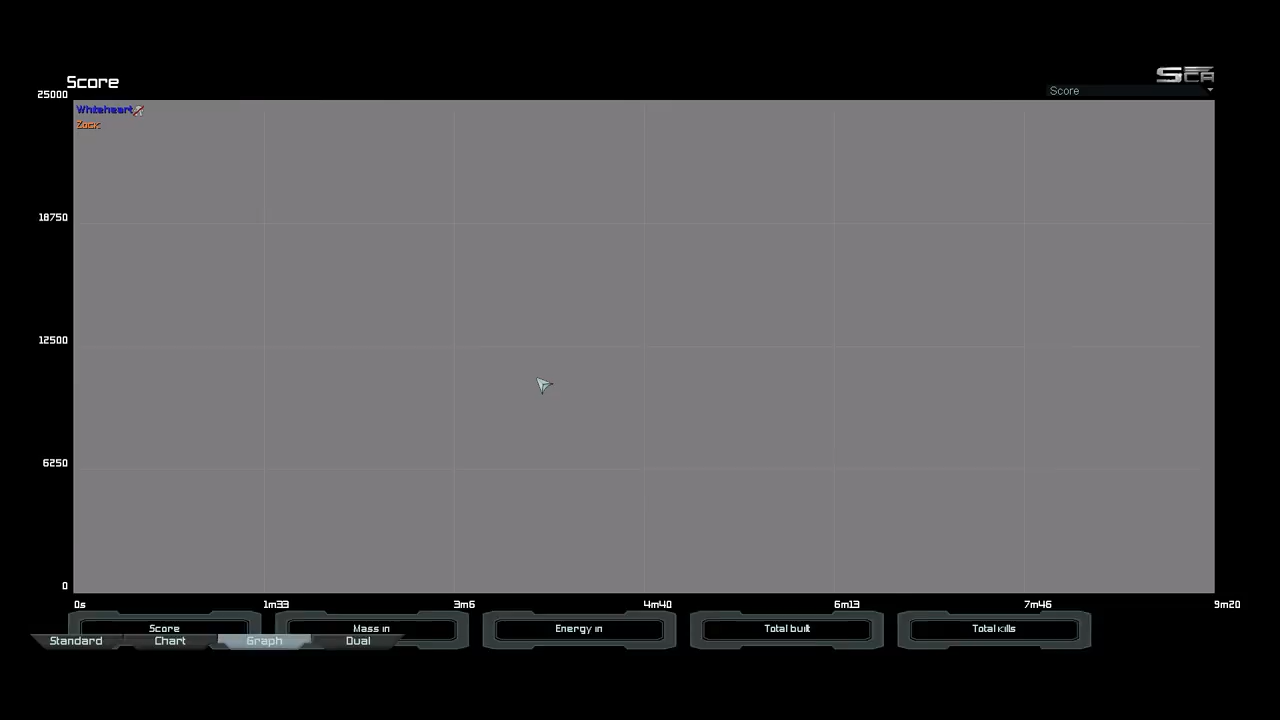 Score
SCA
Score
25000
Whiteheart
Zock
18750
12500
6250
0
0s 1m33 3m6 4m40 6m13 7m46 9m20
Score Mass in Energy in Total built Total kills
Standard Chart Graph Dual